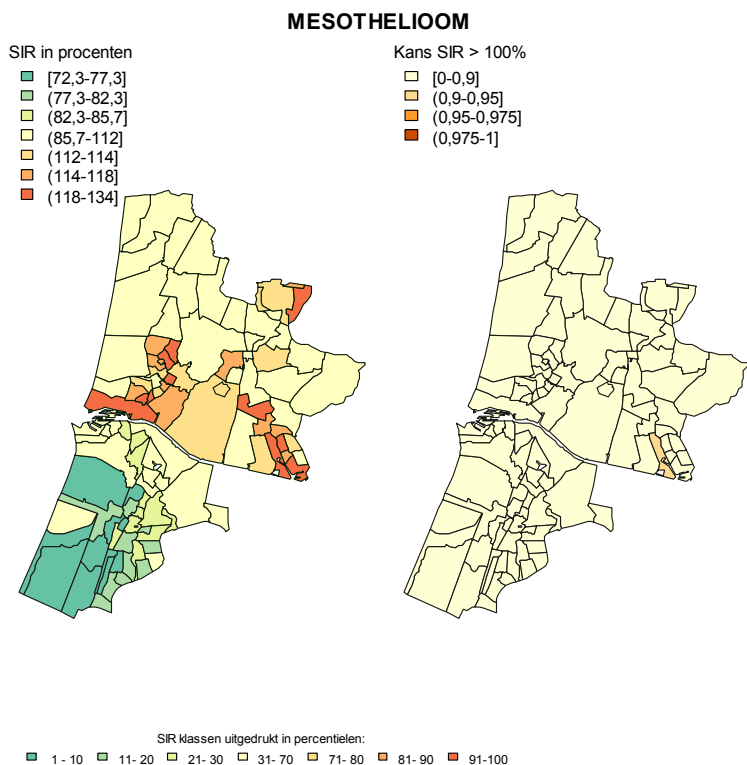 MESOTHELIOOM
SIR in procenten
[72,3-77,3]
(77,3-82,3]
(82,3-85,7]
(85,7-112]
(112-114]
(114-118]
(118-134]
Kans SIR > 100%
[0-0,9]
(0,9-0,95]
(0,95-0,975]
(0,975-1]
SIR klassen uitgedrukt in percentielen:
1 - 10 11- 20 21- 30 31- 70 71- 80 81- 90 91-100